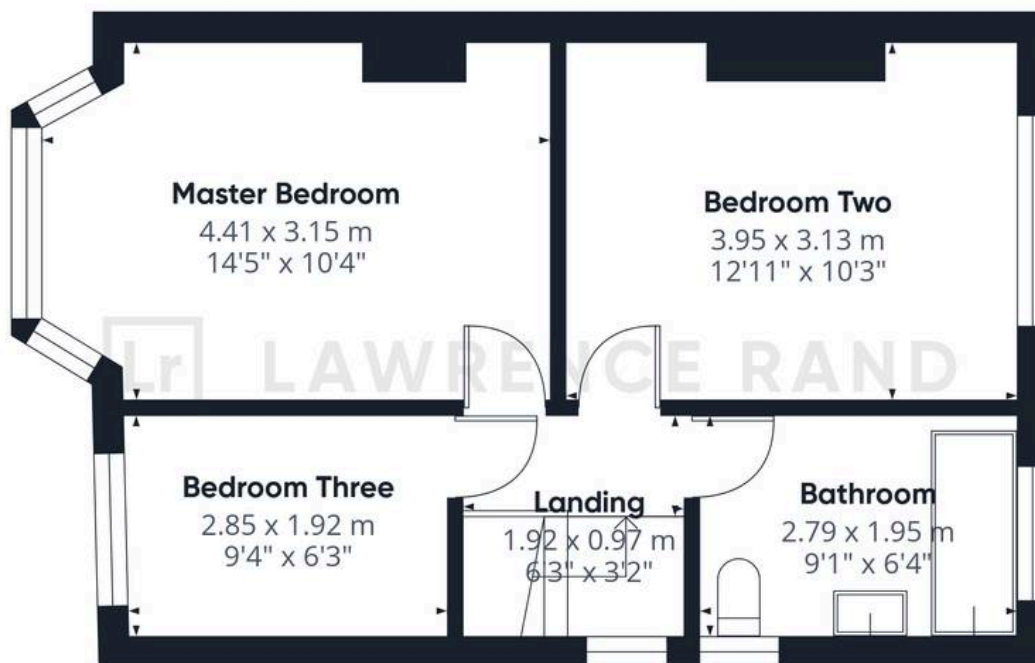 Master Bedroom
4.41 x 3.15 m
14'5" x 10'4"
Bedroom Two
3.95 x 3.13 m
12'11" x 10'3"
Lr LAWRENCE RAND
Bedroom Three
2.85 x 1.92 m
9'4" x 6'3"
Landing
1.92 x 0.97 m
6'3" x 3'2"
Bathroom
2.79 x 1.95 m
9'1" x 6'4"